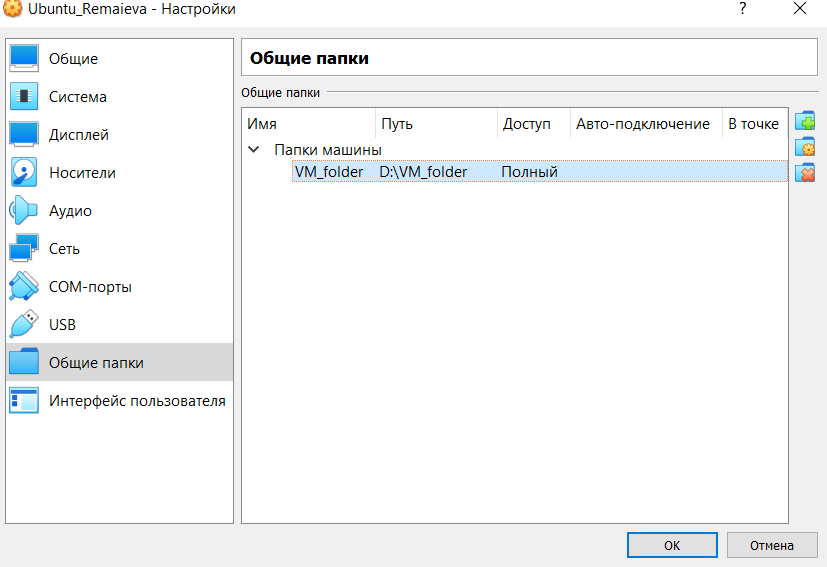 Ubuntu_Remaieva - Настройки
?
Общие
Система
Дисплей
Носители
Аудио
Сеть
COM-порты
USB
Общие папки
Интерфейс пользователя
Общие папки
Общие папки
Имя Путь Доступ Авто-подключение В точке
Папки машины
VM_folder D:\VM_folder Полный
OK Отмена